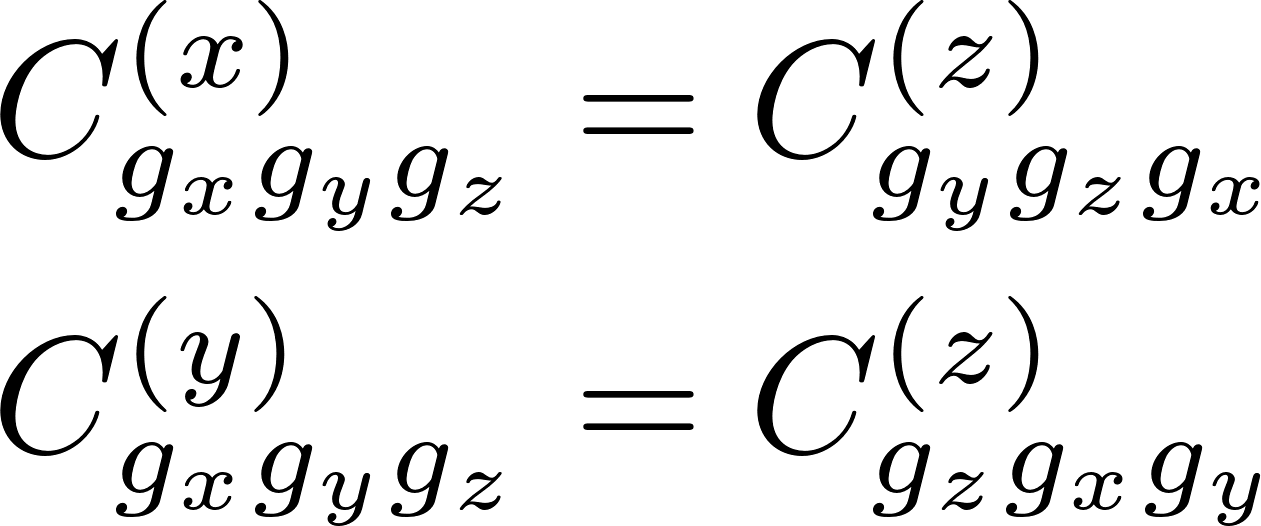 C^{(x)}_{g_x g_y g_z} = C^{(z)}_{g_y g_z g_x}
C^{(y)}_{g_x g_y g_z} = C^{(z)}_{g_z g_x g_y}